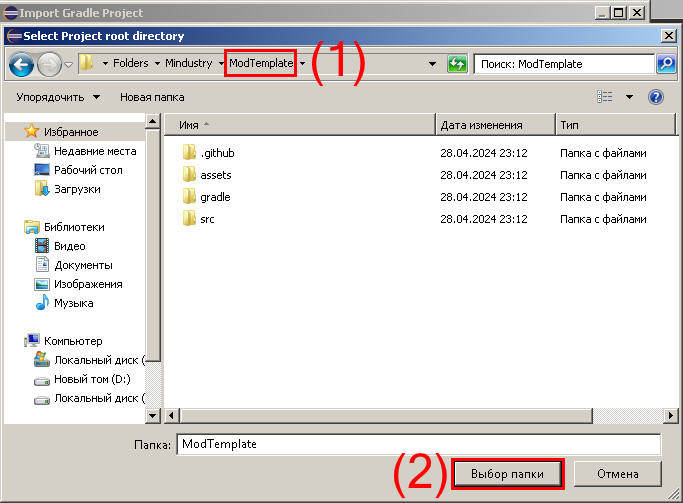 Import Gradle Project
Select Project root directory
Folders Mindustry ModTemplate (1) Поиск: ModTemplate
Упорядочить Новая папка
Избранное
Недавние места
Рабочий стол
Загрузки
Библиотеки
Видео
Документы
Изображения
Музыка
Компьютер
Локальный диск (
Новый том (D:)
Локальный диск (
Имя Дата изменения Тип
.github 28.04.2024 23:12 Папка с файлами
assets 28.04.2024 23:12 Папка с файлами
gradle 28.04.2024 23:12 Папка с файлами
src 28.04.2024 23:12 Папка с файлами
Папка: ModTemplate
(2) Выбор папки Отмена